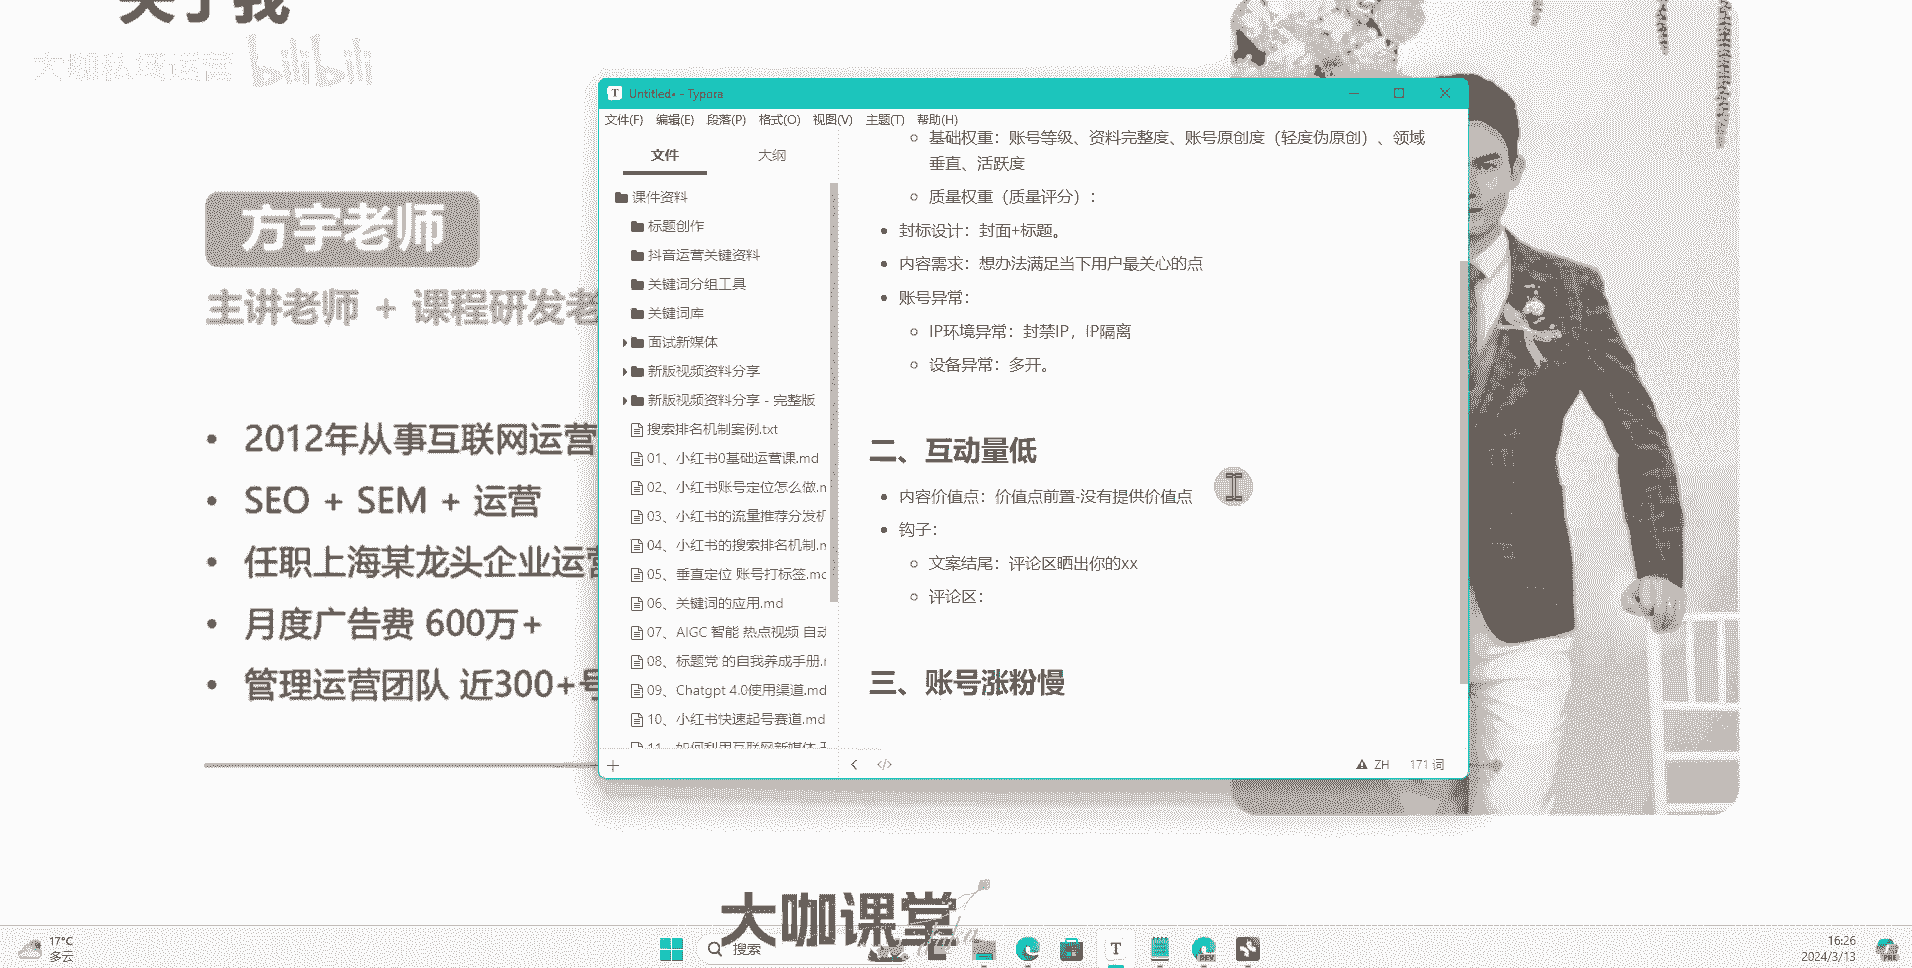 关于我
大咖私域运营 bilibili
方宇老师
主讲老师 + 课程研发老
2012年从事互联网运营
SEO + SEM + 运营
任职上海某龙头企业运营
月度广告费 600万+
管理运营团队 近300+号
Untitled• - Typora
文件(F) 编辑(E) 段落(P) 格式(O) 视图(V) 主题(T) 帮助(H)
文件 大纲
课件资料
标题创作
抖音运营关键资料
关键词分组工具
关键词库
面试新媒体
新版视频资料分享
新版视频资料分享 - 完整版
搜索排名机制案例.txt
01、小红书0基础运营课.md
02、小红书账号定位怎么做.m
03、小红书的流量推荐分发机
04、小红书的搜索排名机制.m
05、垂直定位 账号打标签.md
06、关键词的应用.md
07、AIGC 智能 热点视频 自动
08、标题党 的自我养成手册.m
09、Chatgpt 4.0使用渠道.md
10、小红书快速起号赛道.md
11、如何利用互联网新媒体
基础权重：账号等级、资料完整度、账号原创度（轻度伪原创）、领域
垂直、活跃度
质量权重（质量评分）：
封标设计：封面+标题。
内容需求：想办法满足当下用户最关心的点
账号异常：
IP环境异常：封禁IP，IP隔离
设备异常：多开。
二、互动量低
内容价值点：价值点前置-没有提供价值点
钩子：
文案结尾：评论区晒出你的xx
评论区：
三、账号涨粉慢
ZH 171 词
大咖课堂
17°C
多云
搜索
16:26
2024/3/13